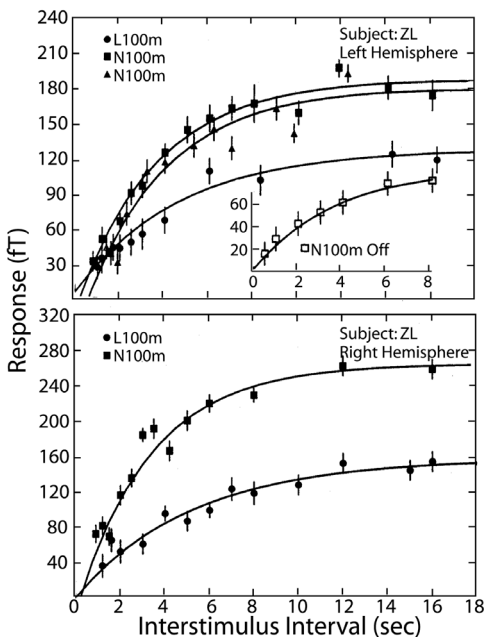 240
210
180
150
120
90
60
30
L100m
N100m
N100m
Subject: ZL
Left Hemisphere
60
40
20
N100m Off
0 2 4 6 8
Response (fT)
320
280
240
200
160
120
80
40
L100m
N100m
Subject: ZL
Right Hemisphere
0 2 4 6 8 10 12 14 16 18
Interstimulus Interval (sec)